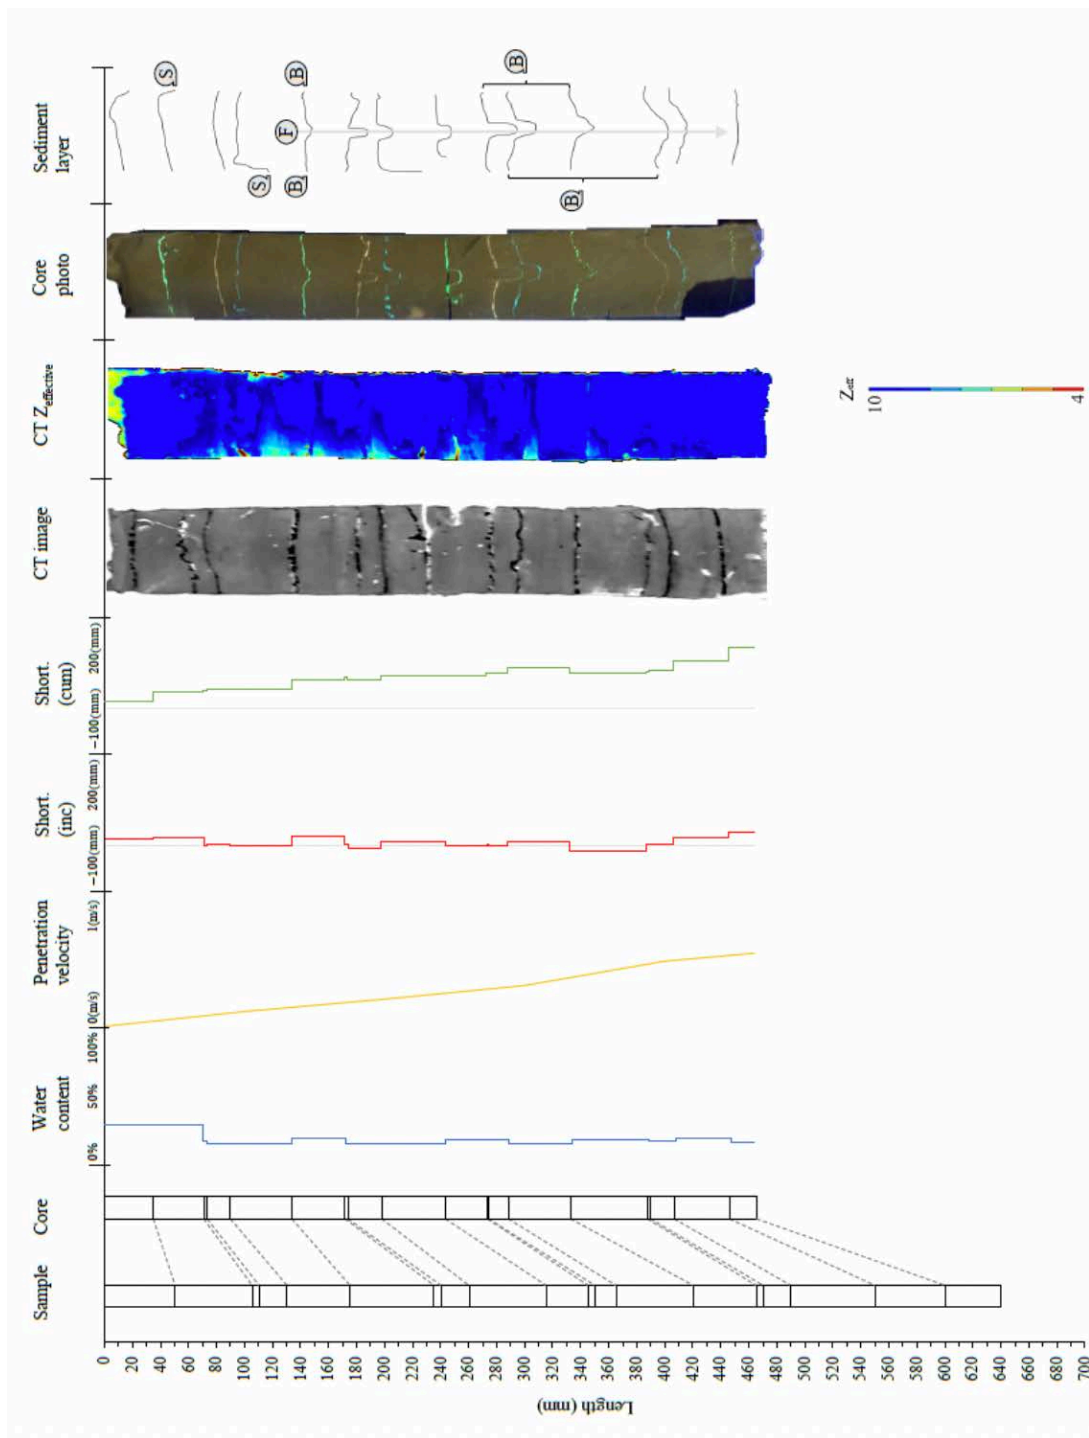 Sample
Core
Water
content
Penetration
velocity
Short.
(inc)
Short.
(cum)
CT image
CT Zeffective
Core
photo
Sediment
layer
0%
50%
100%
0(m/s)
1(m/s)
−100(mm)
200(mm)
−100(mm)
200(mm)
S
S
B
B
F
B
B
Zeff
10
4
Length (mm)
0
20
40
60
80
100
120
140
160
180
200
220
240
260
280
300
320
340
360
380
400
420
440
460
480
500
520
540
560
580
600
620
640
660
680
700